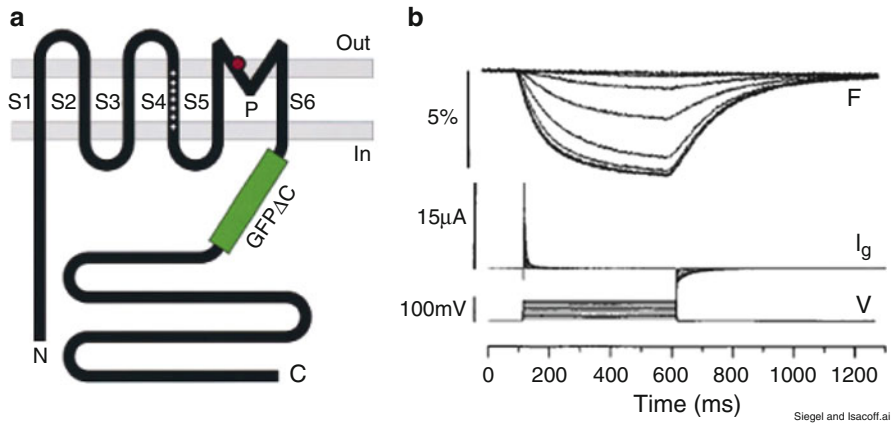 a
Out
S1 S2 S3 S4 S5 P S6
In
GFPΔC
N
C
b
5%
F
15μA
Ig
100mV
V
0 200 400 600 800 1000 1200
Time (ms)
Siegel and Isacoff.ai